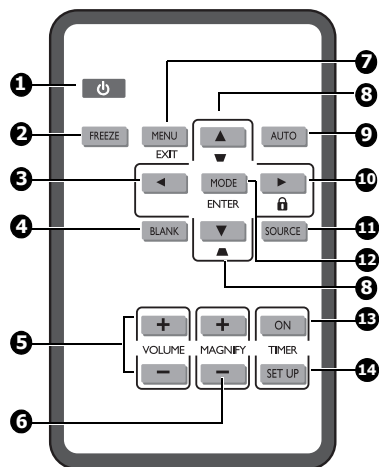 1
7
8
2
FREEZE
MENU
AUTO
9
EXIT
3
MODE
10
ENTER
4
BLANK
SOURCE
11
12
8
+
+
ON
13
5
VOLUME
MAGNIFY
TIMER
−
−
SET UP
14
6